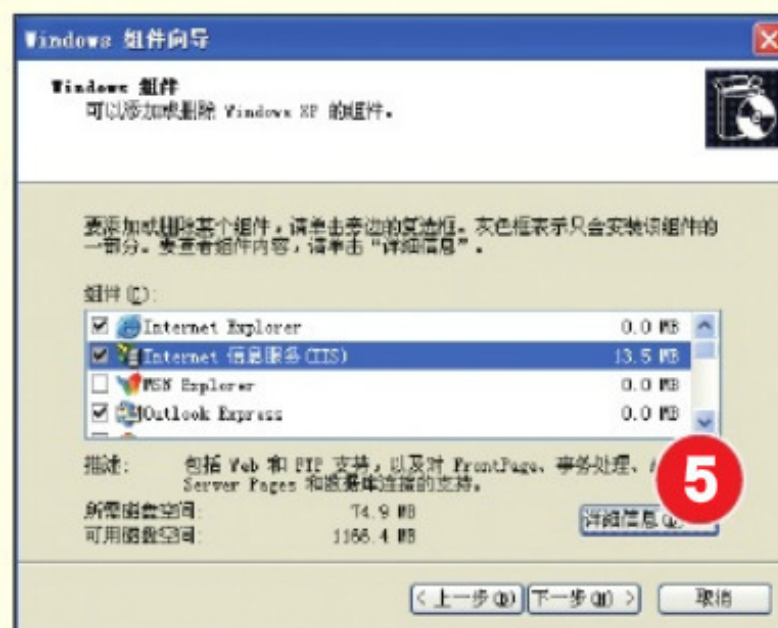 Windows 组件向导
Windows 组件
可以添加或删除 Windows XP 的组件。
要添加或删除某个组件，请单击旁边的复选框。灰色框表示只会安装该组件的
一部分。要查看组件内容，请单击“详细信息”。
组件(C):
Internet Explorer 0.0 MB
Internet 信息服务(IIS) 13.5 MB
MSN Explorer 0.0 MB
Outlook Express 0.0 MB
描述: 包括 Web 和 FTP 支持，以及对 FrontPage、事务处理、
Server Pages 和数据库连接的支持。
所需磁盘空间: 74.9 MB
可用磁盘空间: 1166.4 MB
详细信息
5
< 上一步(B) 下一步(N) > 取消